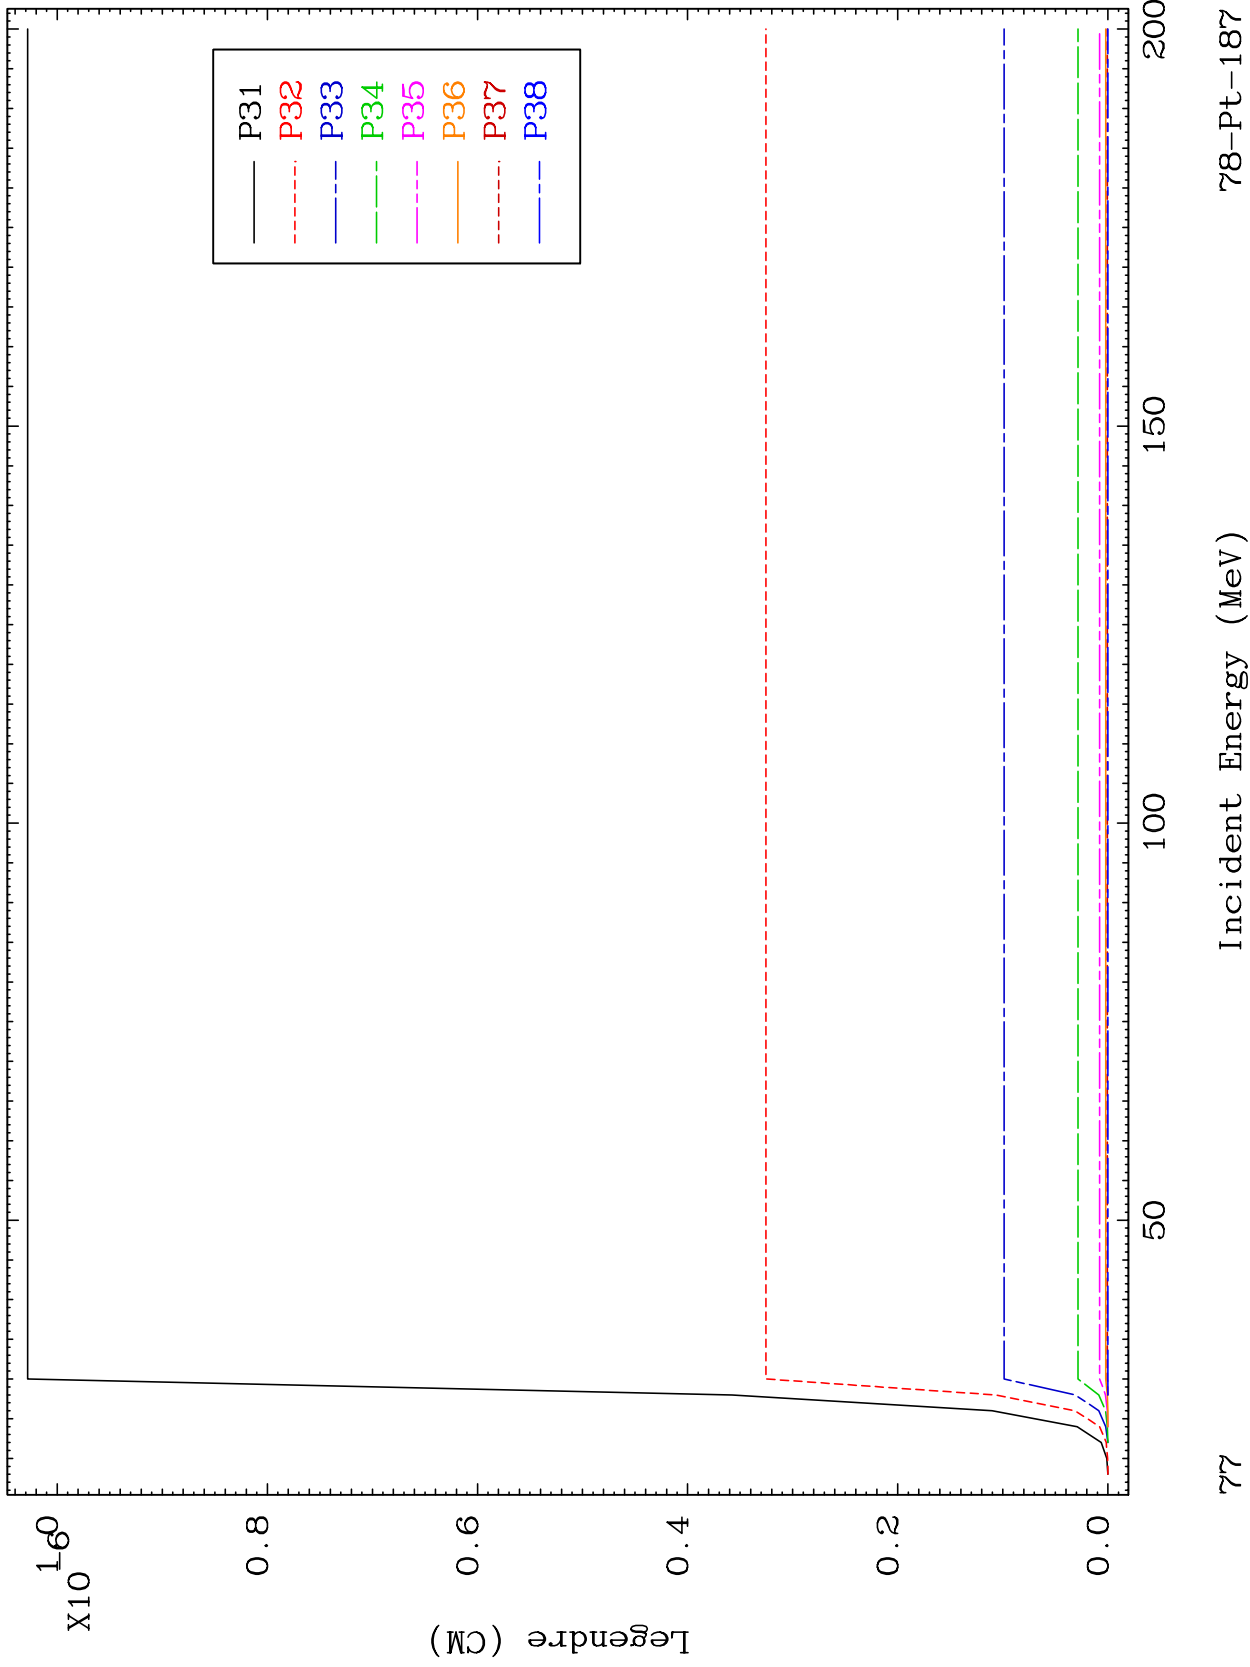 X10
-6
1.0
0.8
0.6
0.4
0.2
0.0
Legendre (CM)
P31
P32
P33
P34
P35
P36
P37
P38
50
100
150
200
77
Incident Energy (MeV)
78-Pt-187